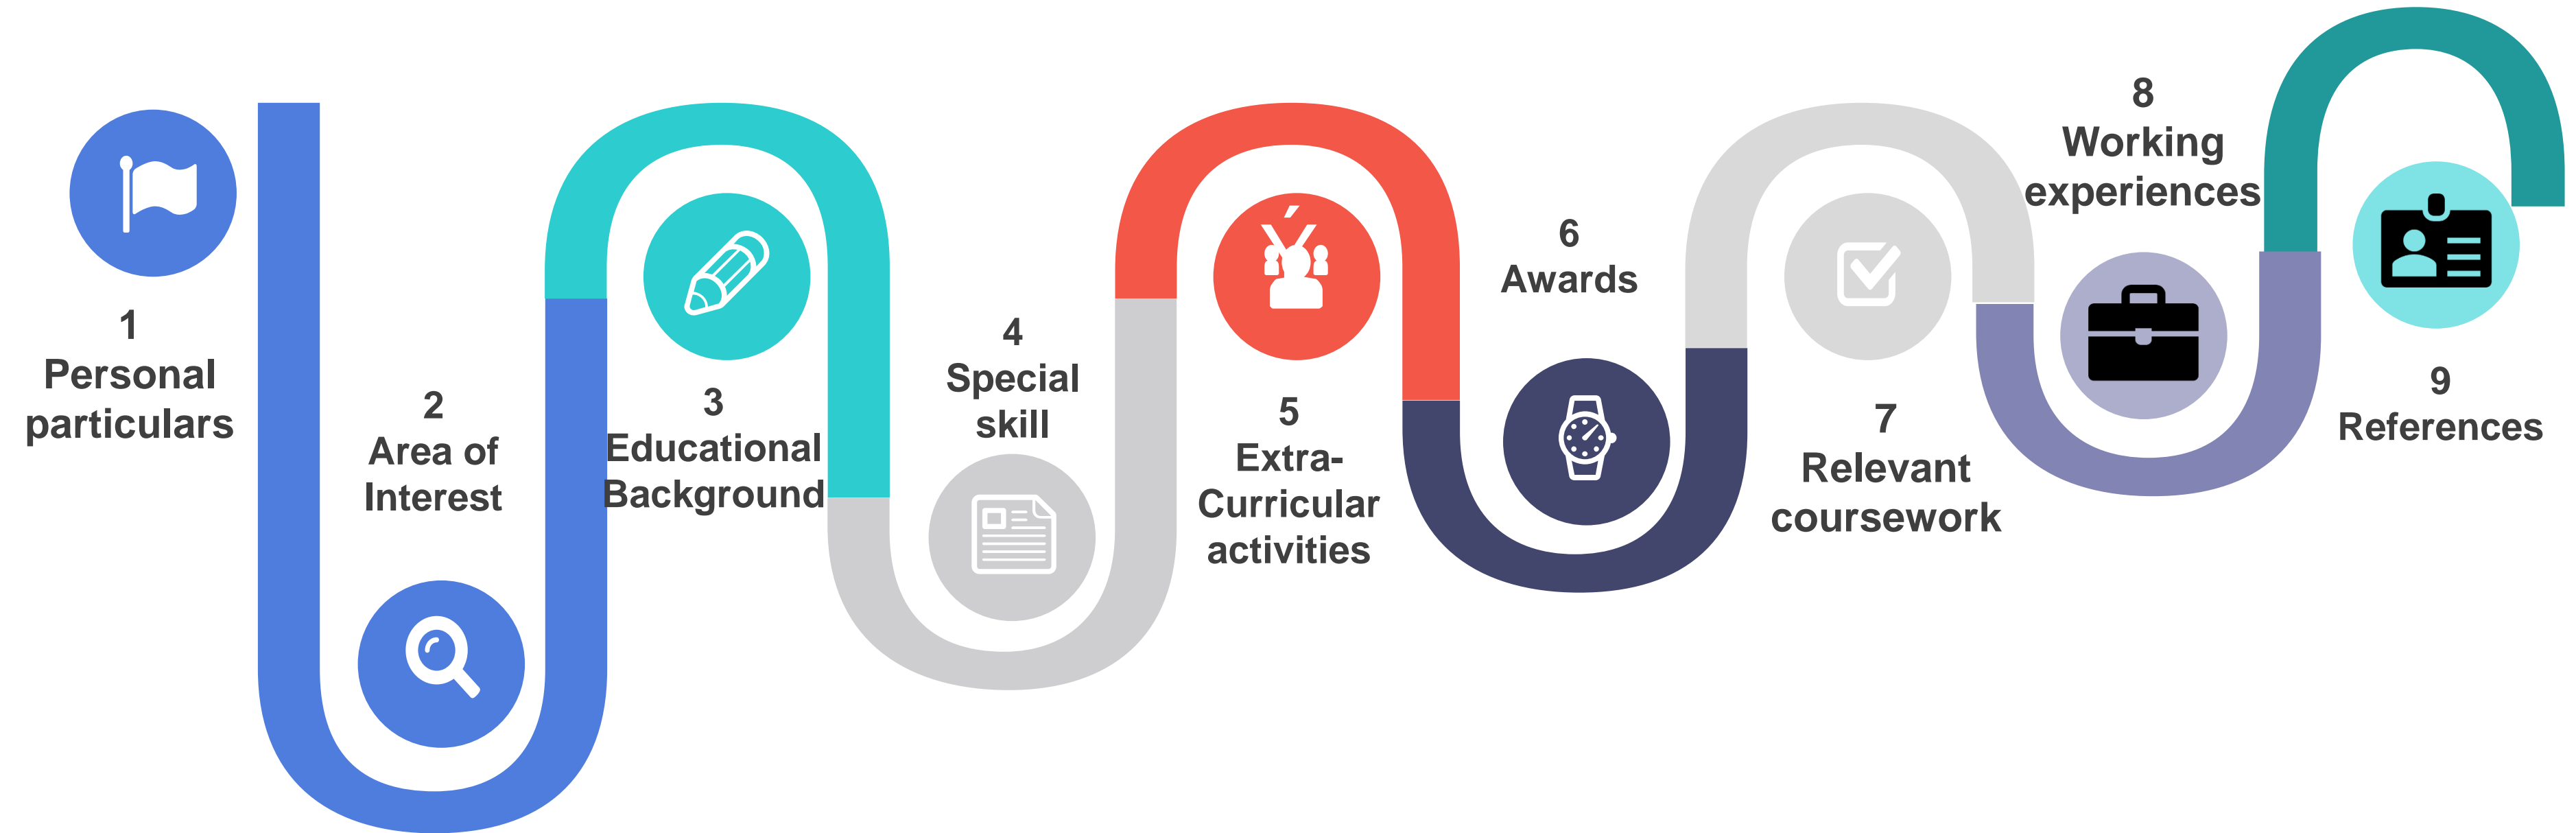 1
Personal
particulars
2
Area of
Interest
3
Educational
Background
4
Special
skill
5
Extra-
Curricular
activities
6
Awards
7
Relevant
coursework
8
Working
experiences
9
References